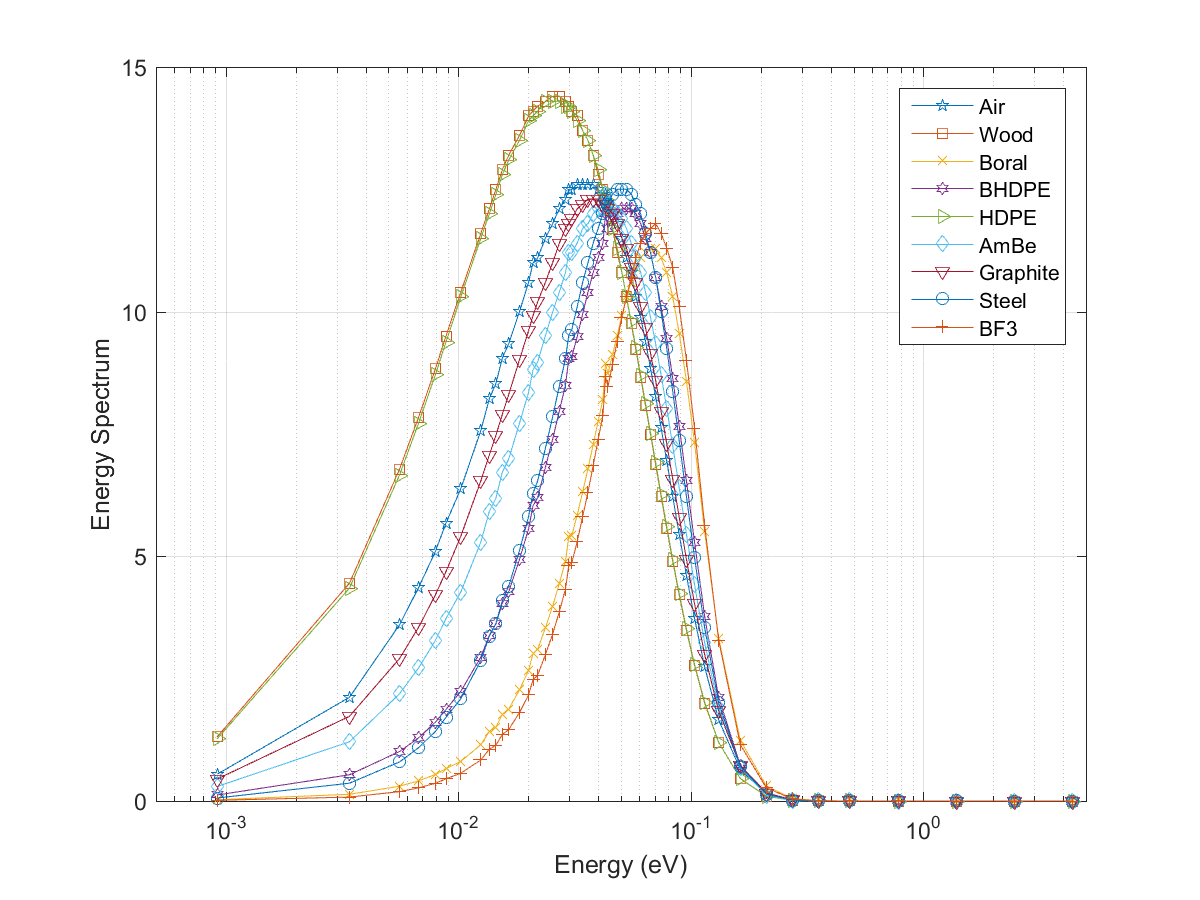 15
10
5
0
Energy Spectrum
10-3
10-2
10-1
100
Energy (eV)
Air
Wood
Boral
BHDPE
HDPE
AmBe
Graphite
Steel
BF3